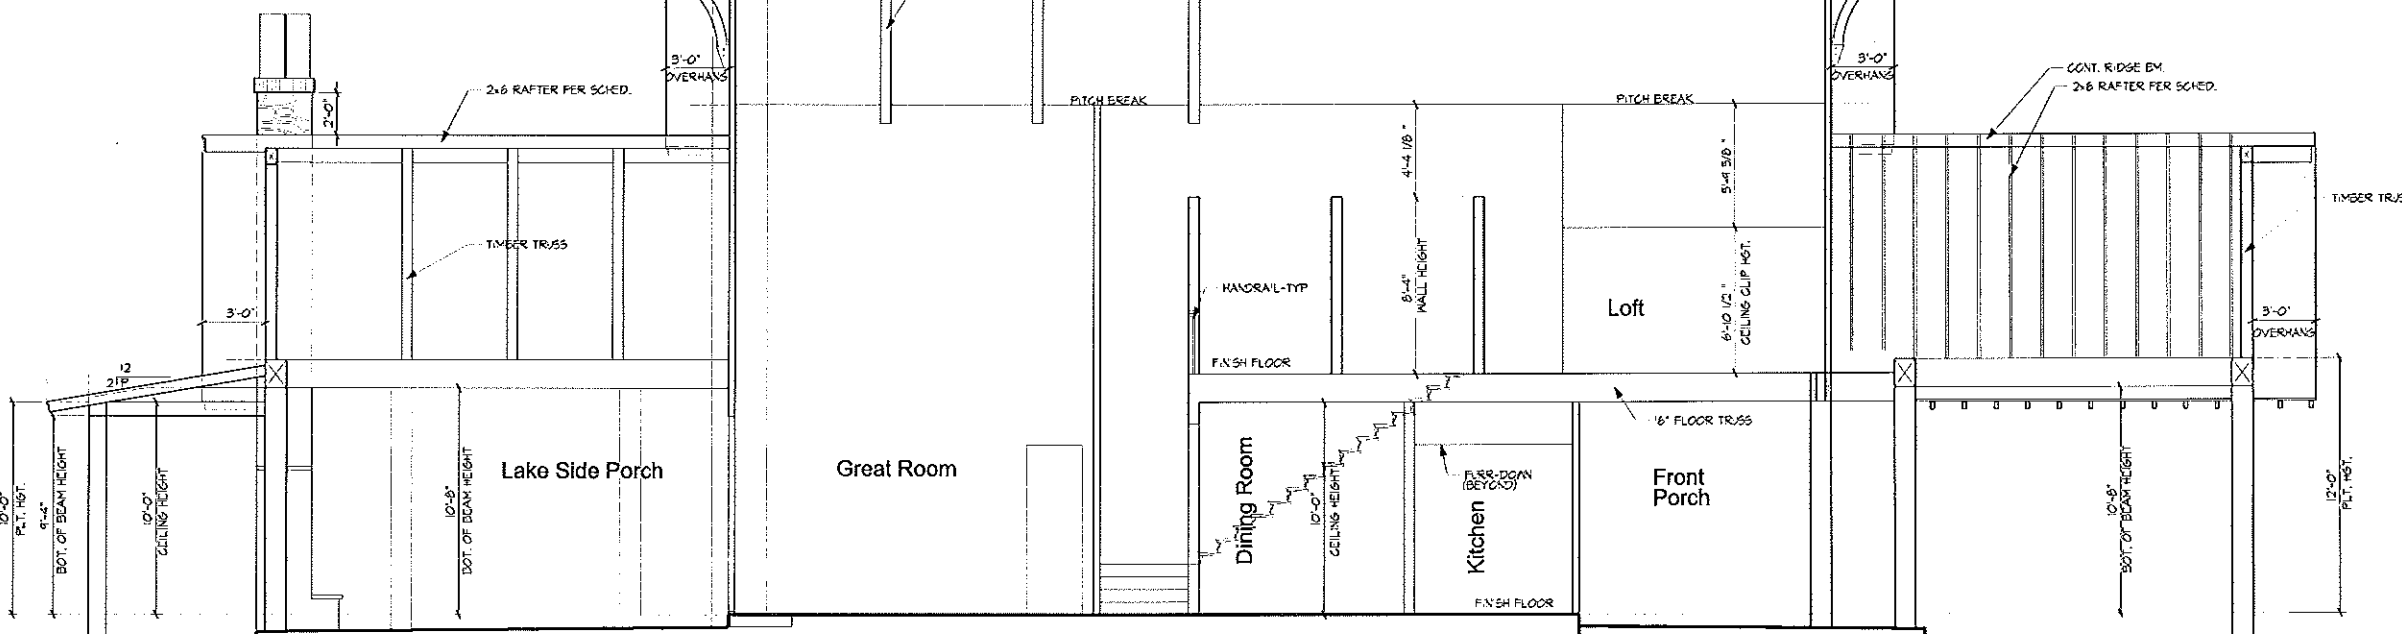 3'-0"
OVERHANG
3'-0"
OVERHANG
CONT. RIDGE BM.
2x8 RAFTER PER SCHED.
2x6 RAFTER PER SCHED.
2'-0"
PITCH BREAK
PITCH BREAK
4'-4 1/8"
5'-9 5/8"
TIMBER
TIMBER TRUSS
8'-4"
WALL HEIGHT
HANDRAIL-TYP
Loft
6'-10 1/2"
CEILING CLIP HGT.
3'-0"
3'-0"
OVERHANG
FINISH FLOOR
12
2
16" FLOOR TRUSS
10'-0"
PLT. HGT.
9'-4"
BOT. OF BEAM HEIGHT
10'-0"
CEILING HEIGHT
10'-8"
BOT. OF BEAM HEIGHT
Lake Side Porch
Great Room
Dining Room
10'-0"
CEILING HEIGHT
FURR-DOWN
(BEYOND)
Kitchen
Front
Porch
10'-8"
BOT. OF BEAM HEIGHT
12'-0"
PLT. HGT.
FINISH FLOOR